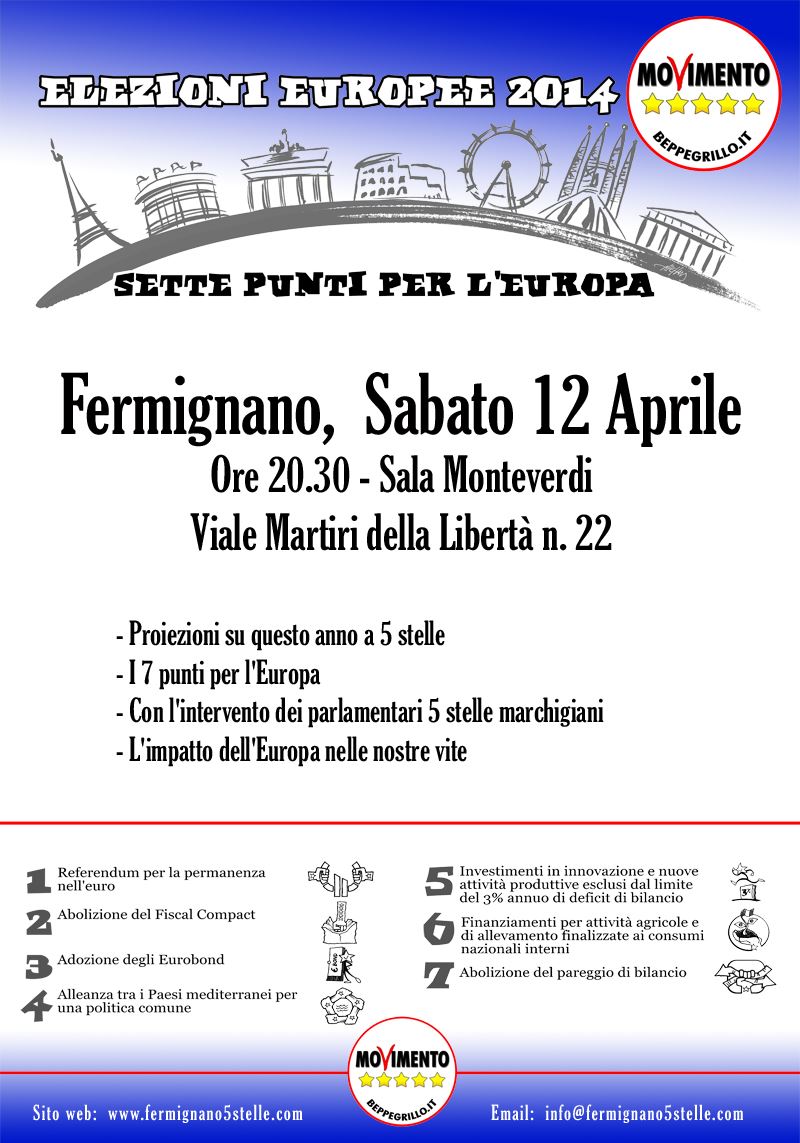 ELEZIONI EUROPEE 2014
MOVIMENTO
BEPPEGRILLO.IT
SETTE PUNTI PER L'EUROPA
Fermignano, Sabato 12 Aprile
Ore 20.30 - Sala Monteverdi
Viale Martiri della Libertà n. 22
- Proiezioni su questo anno a 5 stelle
- I 7 punti per l'Europa
- Con l'intervento dei parlamentari 5 stelle marchigiani
- L'impatto dell'Europa nelle nostre vite
1 Referendum per la permanenza
nell'euro
2 Abolizione del Fiscal Compact
3 Adozione degli Eurobond
4 Alleanza tra i Paesi mediterranei per
una politica comune
5 Investimenti in innovazione e nuove
attività produttive esclusi dal limite
del 3% annuo di deficit di bilancio
6 Finanziamenti per attività agricole e
di allevamento finalizzate ai consumi
nazionali interni
7 Abolizione del pareggio di bilancio
MOVIMENTO
BEPPEGRILLO.IT
Sito web: www.fermignano5stelle.com
Email: info@fermignano5stelle.com